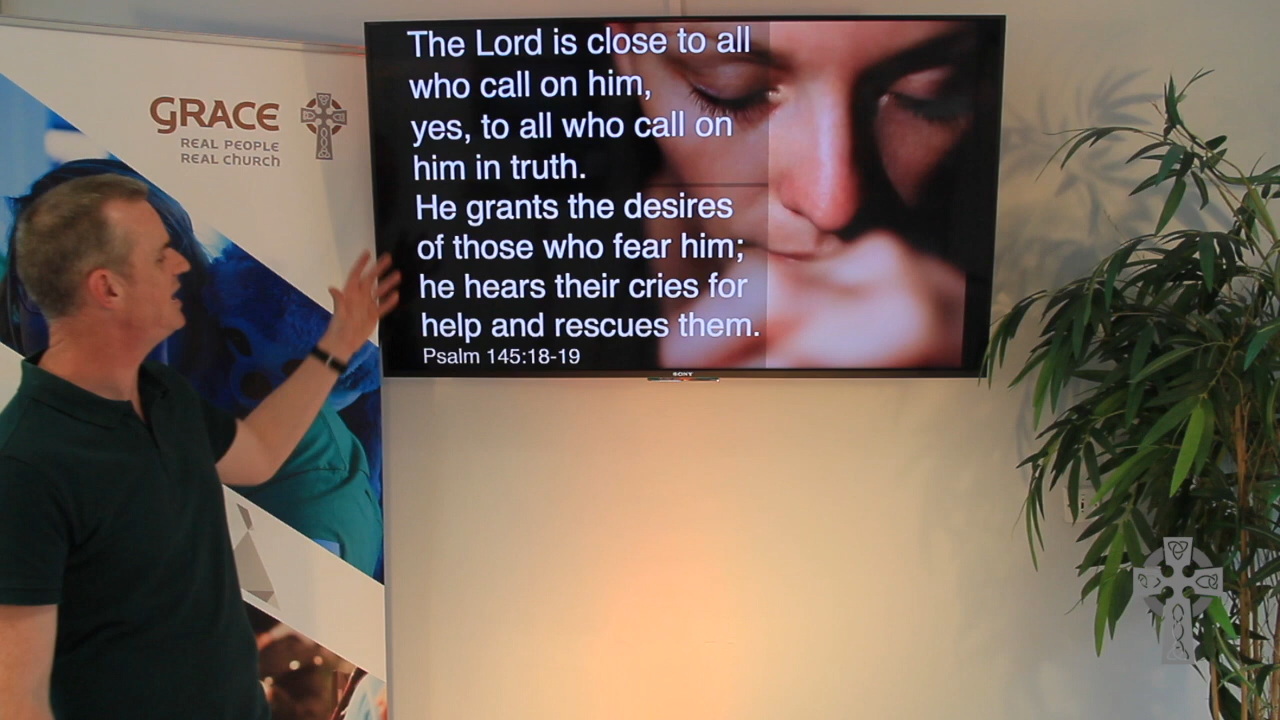 GRACE
REAL PEOPLE
REAL CHURCH
The Lord is close to all
who call on him,
yes, to all who call on
him in truth.
He grants the desires
of those who fear him;
he hears their cries for
help and rescues them.
Psalm 145:18-19
SONY